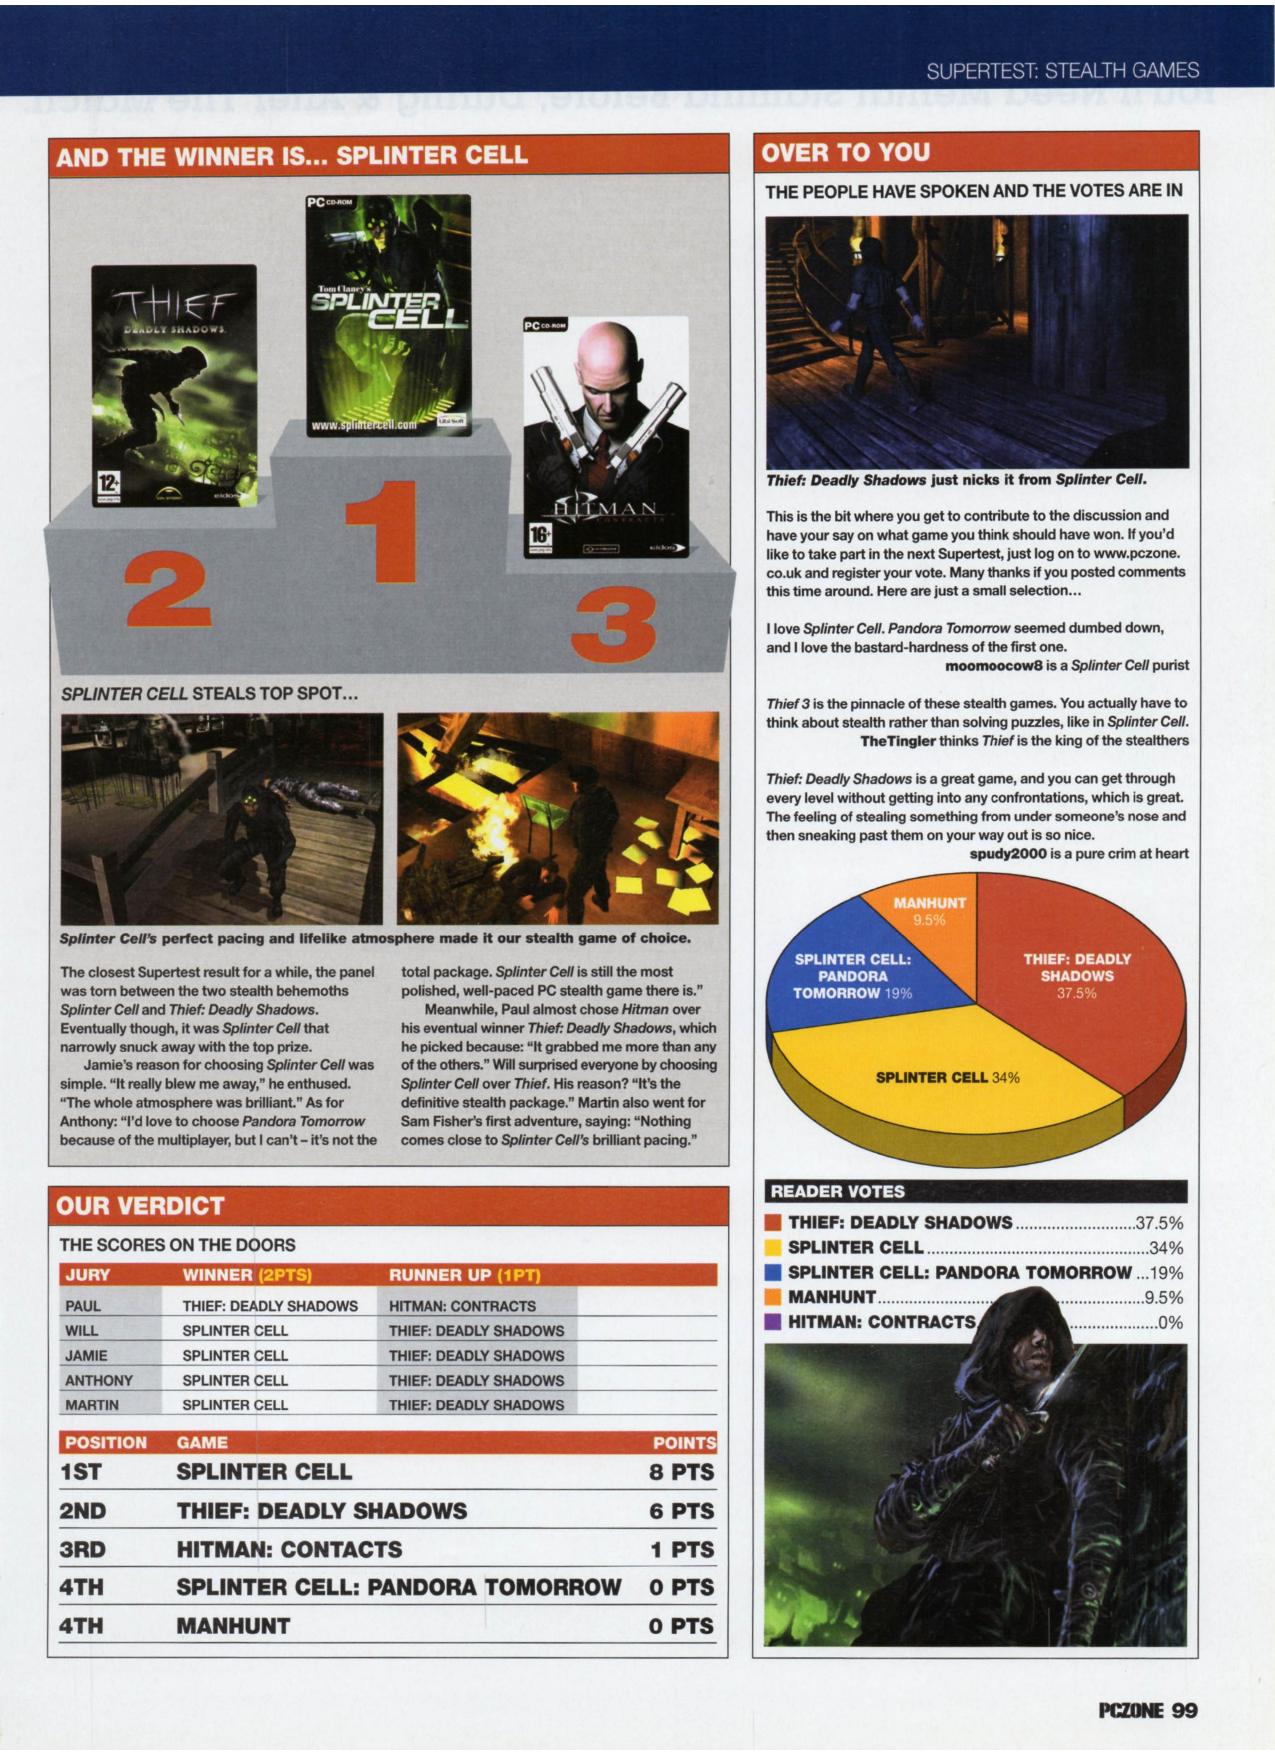 SUPERTEST: STEALTH GAMES
AND THE WINNER IS... SPLINTER CELL
PC CD-ROM
Tom Clancy's
SPLINTER
CELL
www.splintercell.com
Ubi Soft
THIEF
DEADLY SHADOWS
12+
eidos
PC CD-ROM
HITMAN
CONTRACTS
16+
eidos
1
2
3
SPLINTER CELL STEALS TOP SPOT...
Splinter Cell's perfect pacing and lifelike atmosphere made it our stealth game of choice.
The closest Supertest result for a while, the panel
was torn between the two stealth behemoths
Splinter Cell and Thief: Deadly Shadows.
Eventually though, it was Splinter Cell that
narrowly snuck away with the top prize.
Jamie's reason for choosing Splinter Cell was
simple. “It really blew me away,” he enthused.
“The whole atmosphere was brilliant.” As for
Anthony: “I'd love to choose Pandora Tomorrow
because of the multiplayer, but I can't – it's not the
total package. Splinter Cell is still the most
polished, well-paced PC stealth game there is.”
Meanwhile, Paul almost chose Hitman over
his eventual winner Thief: Deadly Shadows, which
he picked because: “It grabbed me more than any
of the others.” Will surprised everyone by choosing
Splinter Cell over Thief. His reason? “It's the
definitive stealth package.” Martin also went for
Sam Fisher's first adventure, saying: “Nothing
comes close to Splinter Cell's brilliant pacing.”
OUR VERDICT
THE SCORES ON THE DOORS
JURY WINNER (2PTS) RUNNER UP (1PT)
PAUL THIEF: DEADLY SHADOWS HITMAN: CONTRACTS
WILL SPLINTER CELL THIEF: DEADLY SHADOWS
JAMIE SPLINTER CELL THIEF: DEADLY SHADOWS
ANTHONY SPLINTER CELL THIEF: DEADLY SHADOWS
MARTIN SPLINTER CELL THIEF: DEADLY SHADOWS
POSITION GAME POINTS
1ST SPLINTER CELL 8 PTS
2ND THIEF: DEADLY SHADOWS 6 PTS
3RD HITMAN: CONTACTS 1 PTS
4TH SPLINTER CELL: PANDORA TOMORROW 0 PTS
4TH MANHUNT 0 PTS
OVER TO YOU
THE PEOPLE HAVE SPOKEN AND THE VOTES ARE IN
Thief: Deadly Shadows just nicks it from Splinter Cell.
This is the bit where you get to contribute to the discussion and
have your say on what game you think should have won. If you'd
like to take part in the next Supertest, just log on to www.pczone.
co.uk and register your vote. Many thanks if you posted comments
this time around. Here are just a small selection...
I love Splinter Cell. Pandora Tomorrow seemed dumbed down,
and I love the bastard-hardness of the first one.
moomoocow8 is a Splinter Cell purist
Thief 3 is the pinnacle of these stealth games. You actually have to
think about stealth rather than solving puzzles, like in Splinter Cell.
TheTingler thinks Thief is the king of the stealthers
Thief: Deadly Shadows is a great game, and you can get through
every level without getting into any confrontations, which is great.
The feeling of stealing something from under someone's nose and
then sneaking past them on your way out is so nice.
spudy2000 is a pure crim at heart
MANHUNT
9.5%
SPLINTER CELL:
PANDORA
TOMORROW 19%
THIEF: DEADLY
SHADOWS
37.5%
SPLINTER CELL 34%
READER VOTES
THIEF: DEADLY SHADOWS..........................37.5%
SPLINTER CELL................................................34%
SPLINTER CELL: PANDORA TOMORROW ...19%
MANHUNT..........................................................9.5%
HITMAN: CONTRACTS...................0%
PCZONE 99